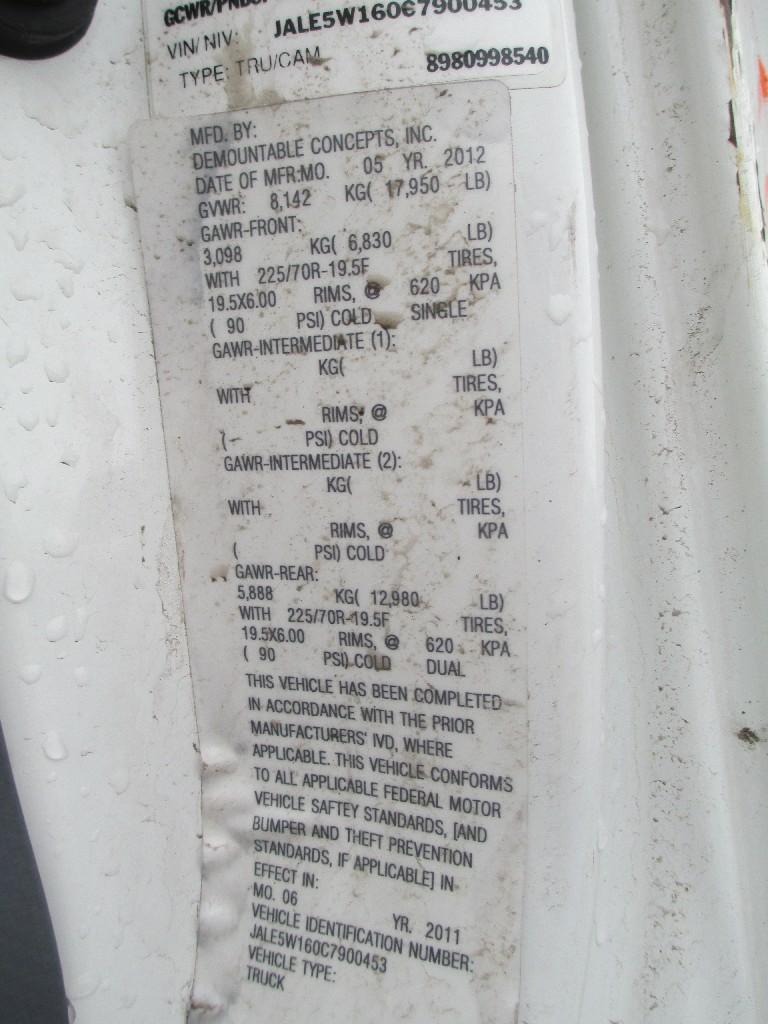 GCWR/PNBC
VIN/ NIV: JALE5W160C7900453
TYPE: TRU/CAM 8980998540
MFD. BY:
DEMOUNTABLE CONCEPTS, INC.
DATE OF MFR:MO. 05 YR. 2012
GVWR: 8,142 KG( 17,950 LB)
GAWR-FRONT:
3,098 KG( 6,830 LB)
WITH 225/70R-19.5F TIRES,
19.5X6.00 RIMS, @ 620 KPA
( 90 PSI) COLD SINGLE
GAWR-INTERMEDIATE (1):
KG( LB)
WITH TIRES,
RIMS, @ KPA
( PSI) COLD
GAWR-INTERMEDIATE (2):
KG( LB)
WITH TIRES,
RIMS, @ KPA
( PSI) COLD
GAWR-REAR:
5,888 KG( 12,980 LB)
WITH 225/70R-19.5F TIRES,
19.5X6.00 RIMS, @ 620 KPA
( 90 PSI) COLD DUAL
THIS VEHICLE HAS BEEN COMPLETED
IN ACCORDANCE WITH THE PRIOR
MANUFACTURERS' IVD, WHERE
APPLICABLE. THIS VEHICLE CONFORMS
TO ALL APPLICABLE FEDERAL MOTOR
VEHICLE SAFTEY STANDARDS, [AND
BUMPER AND THEFT PREVENTION
STANDARDS, IF APPLICABLE] IN
EFFECT IN:
MO. 06 YR. 2011
VEHICLE IDENTIFICATION NUMBER:
JALE5W160C7900453
VEHICLE TYPE:
TRUCK